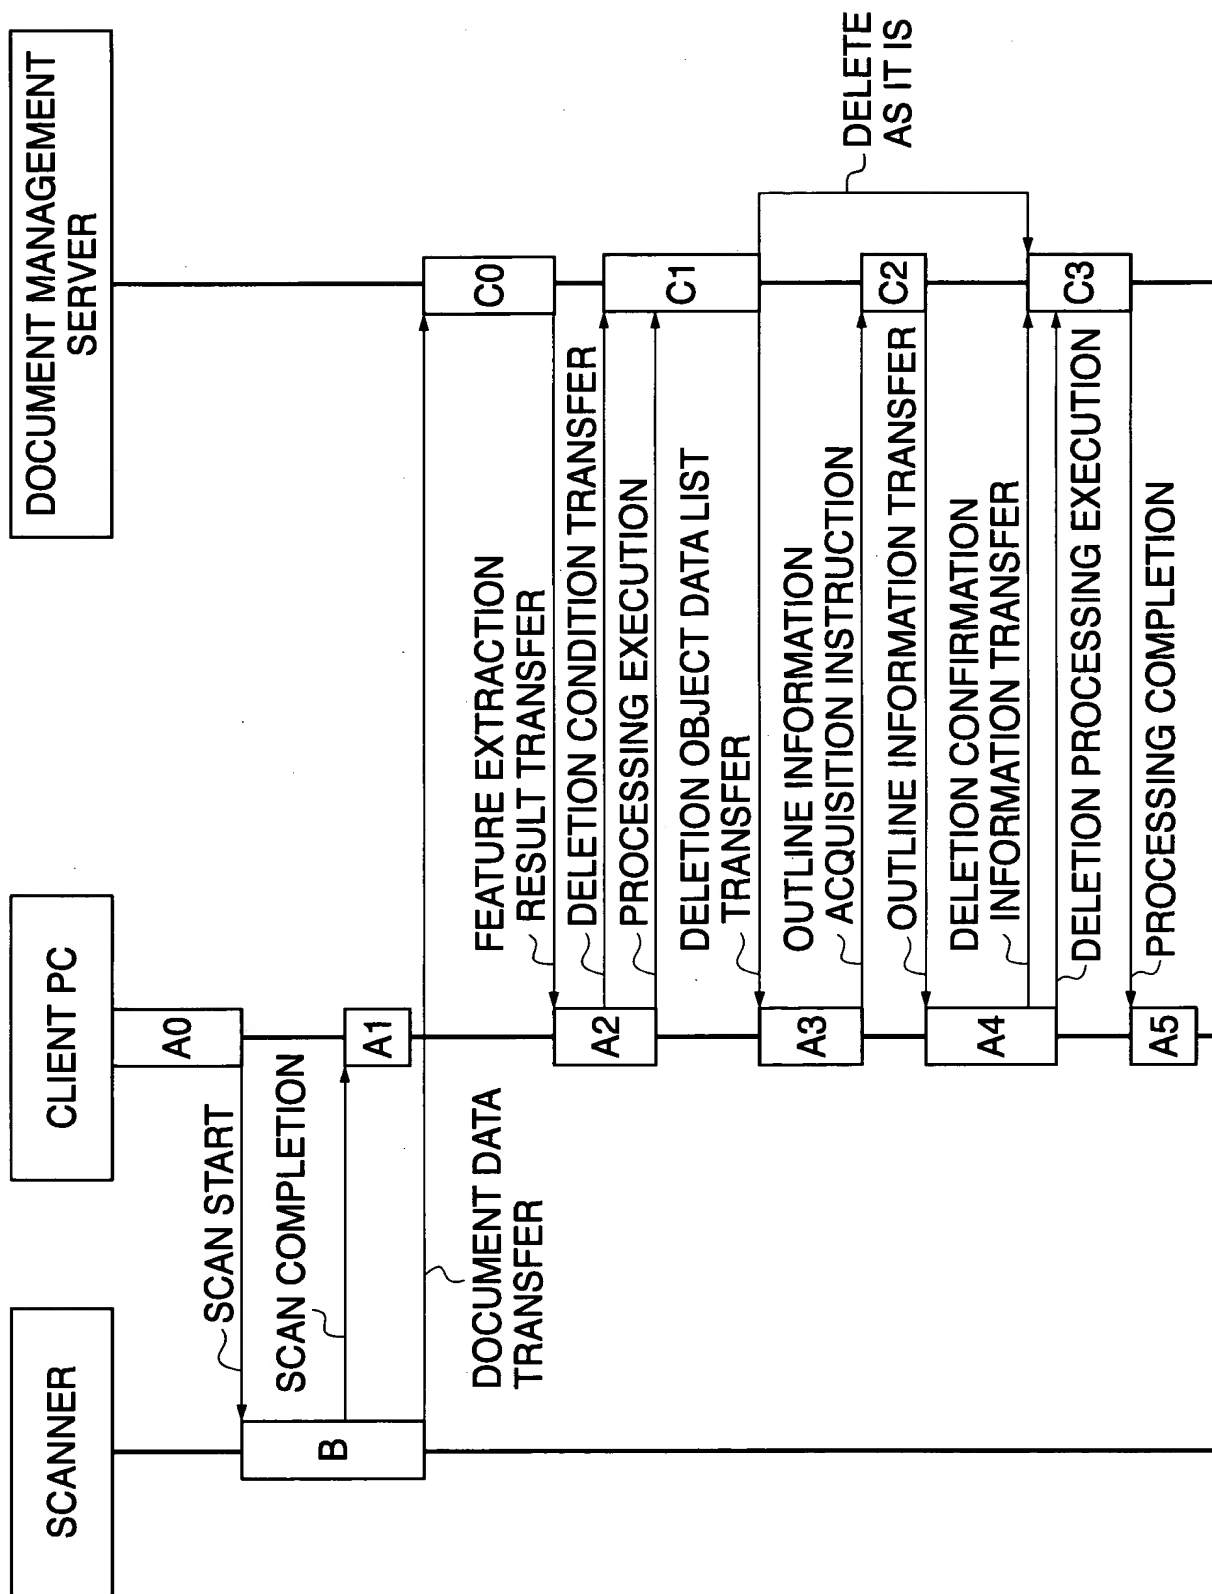 SCANNER
CLIENT PC
DOCUMENT MANAGEMENT
SERVER
A0
SCAN START
B
SCAN COMPLETION
A1
DOCUMENT DATA
TRANSFER
C0
FEATURE EXTRACTION
RESULT TRANSFER
A2
DELETION CONDITION TRANSFER
PROCESSING EXECUTION
C1
DELETION OBJECT DATA LIST
TRANSFER
DELETE
AS IT IS
A3
OUTLINE INFORMATION
ACQUISITION INSTRUCTION
C2
OUTLINE INFORMATION TRANSFER
A4
DELETION CONFIRMATION
INFORMATION TRANSFER
DELETION PROCESSING EXECUTION
C3
PROCESSING COMPLETION
A5